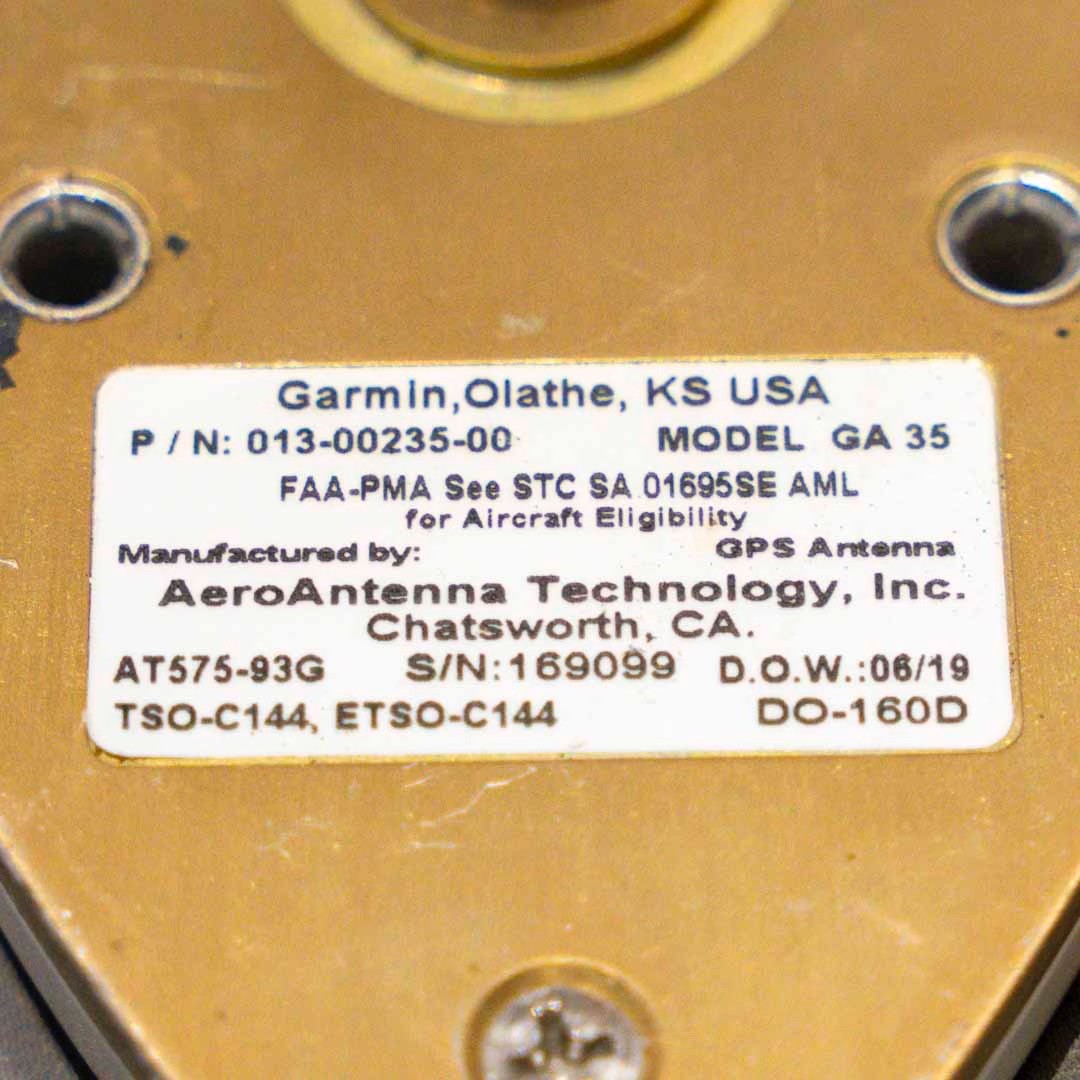 Garmin,Olathe, KS USA
P / N: 013-00235-00 MODEL GA 35
FAA-PMA See STC SA 01695SE AML
for Aircraft Eligibility
Manufactured by: GPS Antenna
AeroAntenna Technology, Inc.
Chatsworth, CA.
AT575-93G S/N:169099 D.O.W.:06/19
TSO-C144, ETSO-C144 DO-160D